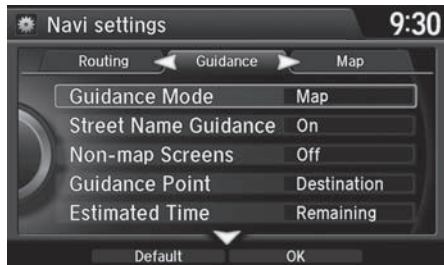 Navi settings 9:30
Routing Guidance Map
Guidance Mode Map
Street Name Guidance On
Non-map Screens Off
Guidance Point Destination
Estimated Time Remaining
Default OK